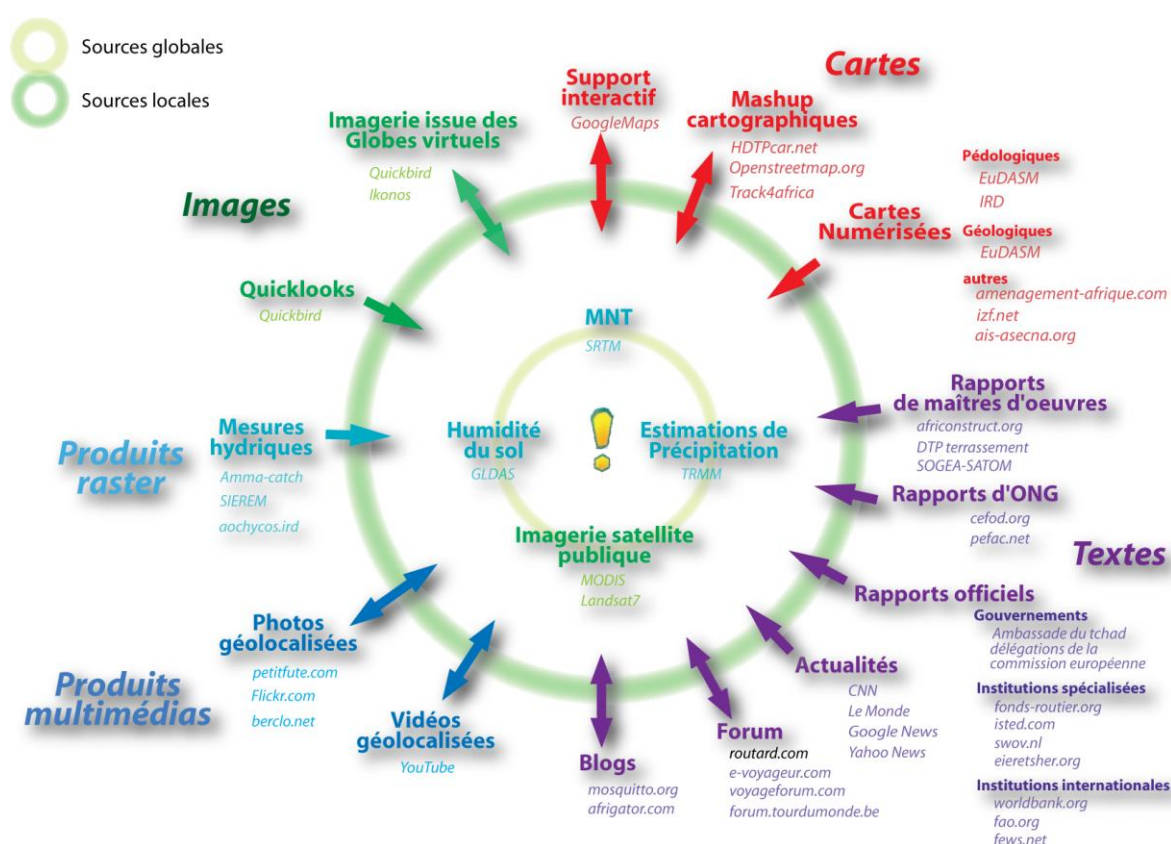 Sources globales
Sources locales
Cartes
Support
interactif
GoogleMaps
Mashup
cartographiques
HDTPcar.net
Openstreetmap.org
Track4africa
Imagerie issue des
Globes virtuels
Quickbird
Ikonos
Pédologiques
EuDASM
IRD
Images
Cartes
Numérisées
Géologiques
EuDASM
autres
amenagement-afrique.com
izf.net
ais-asecna.org
Quicklooks
Quickbird
MNT
SRTM
Rapports
de maîtres d'oeuvres
africonstruct.org
DTP terrassement
SOGEA-SATOM
Produits
raster
Mesures
hydriques
Amma-catch
SIEREM
aochycos.ird
Humidité
du sol
GLDAS
!
Estimations de
Précipitation
TRMM
Rapports d'ONG
cefod.org
pefac.net
Imagerie satellite
publique
MODIS
Landsat7
Textes
Rapports officiels
Gouvernements
Ambassade du tchad
délégations de la
commission européenne
Institutions spécialisées
fonds-routier.org
isted.com
swov.nl
eieretsher.org
Institutions internationales
worldbank.org
fao.org
fews.net
Produits
multimédias
Photos
géolocalisées
petitfute.com
Flickr.com
berclo.net
Vidéos
géolocalisées
YouTube
Blogs
mosquitto.org
afrigator.com
Forum
routard.com
e-voyageur.com
voyageforum.com
forum.tourdumonde.be
Actualités
CNN
Le Monde
Google News
Yahoo News